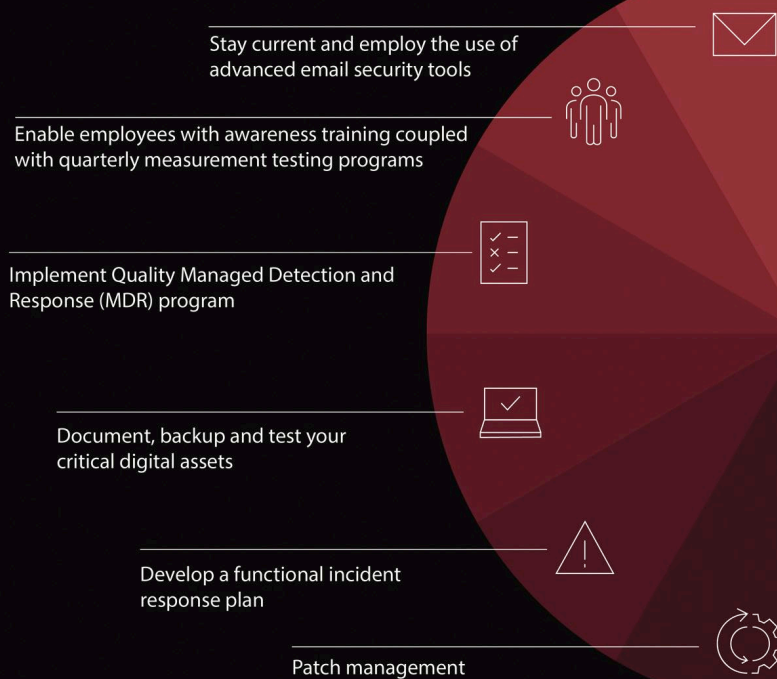 Stay current and employ the use of
advanced email security tools
Enable employees with awareness training coupled
with quarterly measurement testing programs
Implement Quality Managed Detection and
Response (MDR) program
Document, backup and test your
critical digital assets
Develop a functional incident
response plan
Patch management